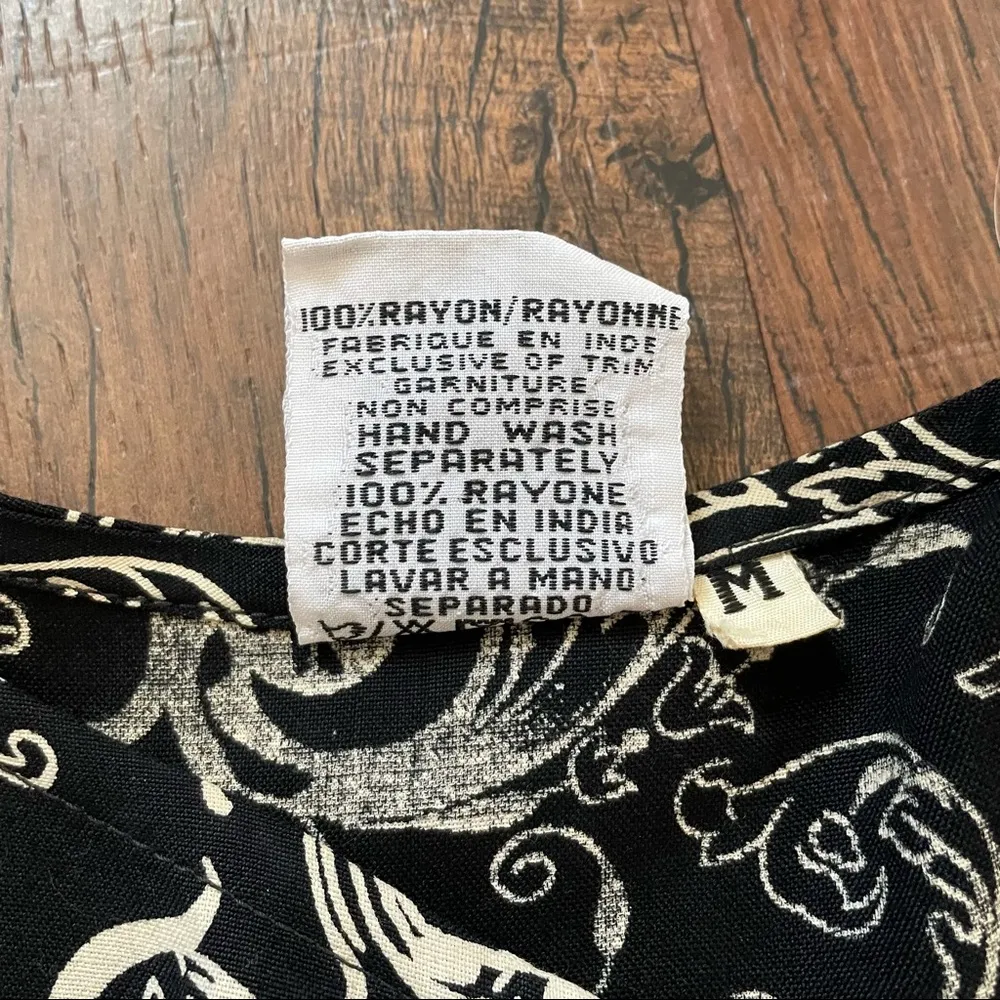 100%RAYON/RAYONNE
FABRIQUE EN INDE
EXCLUSIVE OF TRIM
GARNITURE
NON COMPRISE
HAND WASH
SEPARATELY
100% RAYONE
ECHO EN INDIA
CORTE ESCLUSIVO
LAVAR A MANO
SEPARADO
M